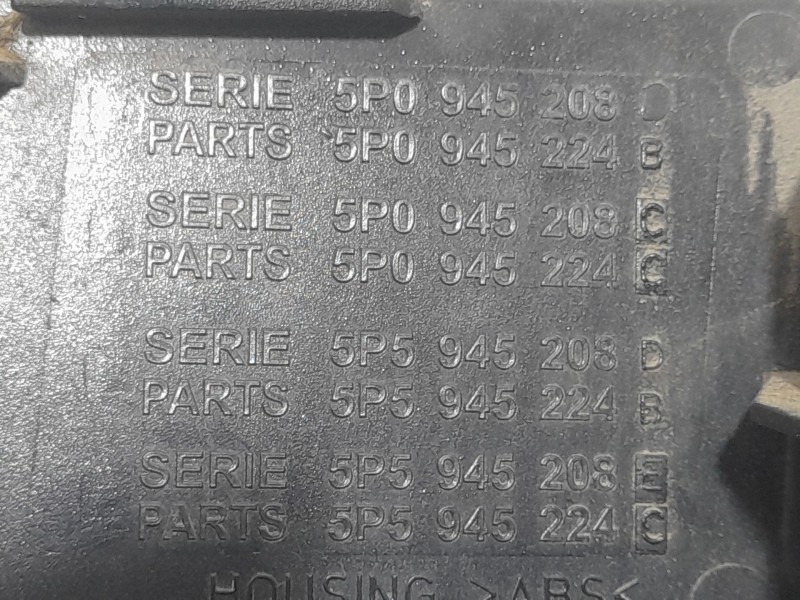 SERIE 5P0 945 208
PARTS 5P0 945 224 B
SERIE 5P0 945 208 C
PARTS 5P0 945 224 C
SERIE 5P5 945 208 D
PARTS 5P5 945 224 B
SERIE 5P5 945 208 E
PARTS 5P5 945 224 C
HOUSING >ABS<